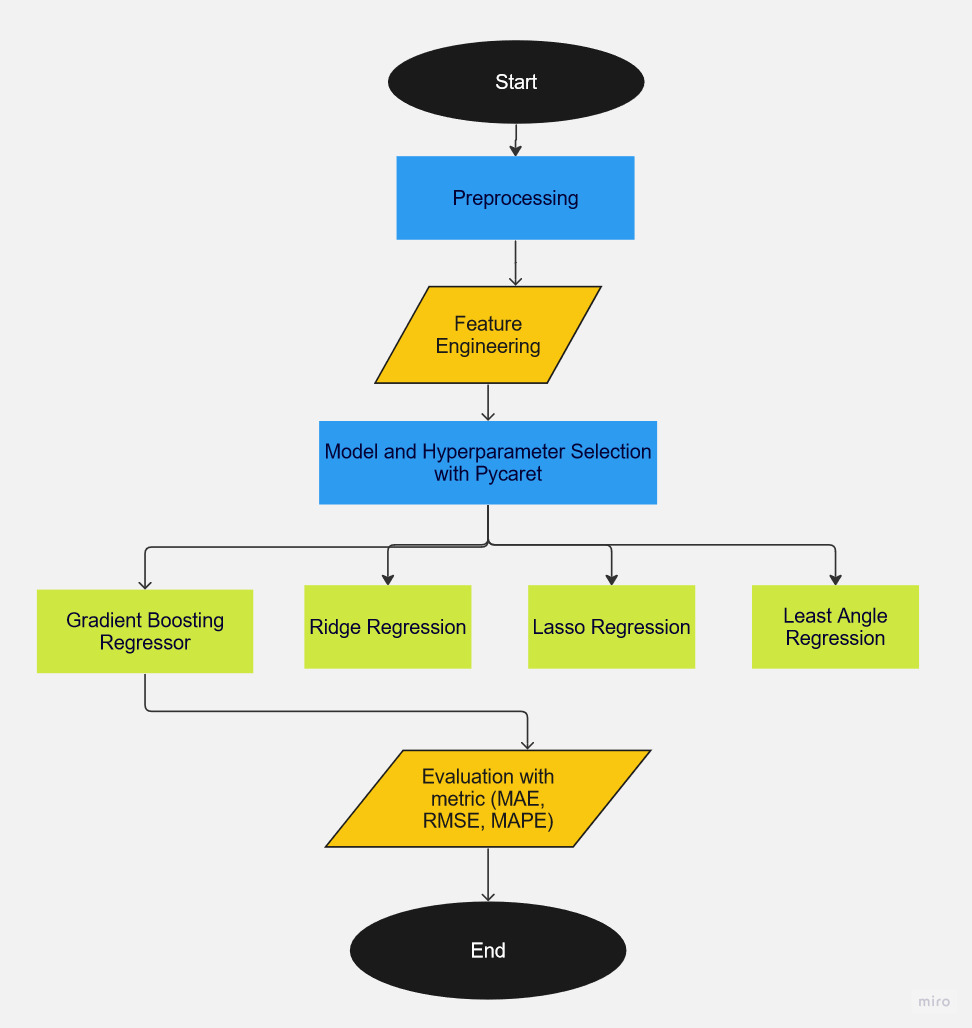 Start
Preprocessing
Feature
Engineering
Model and Hyperparameter Selection
with Pycaret
Gradient Boosting
Regressor
Ridge Regression
Lasso Regression
Least Angle
Regression
Evaluation with
metric (MAE,
RMSE, MAPE)
End
miro